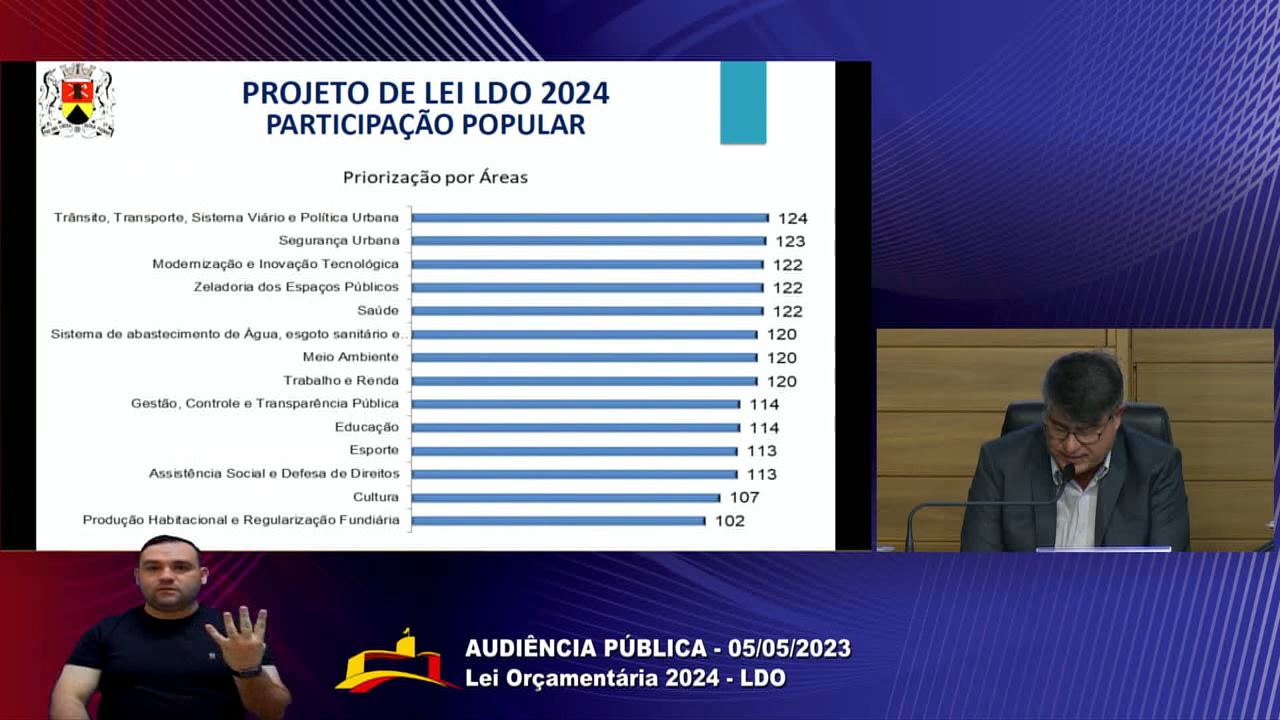 PROJETO DE LEI LDO 2024
PARTICIPAÇÃO POPULAR
Priorização por Áreas
Trânsito, Transporte, Sistema Viário e Política Urbana 124
Segurança Urbana 123
Modernização e Inovação Tecnológica 122
Zeladoria dos Espaços Públicos 122
Saúde 122
Sistema de abastecimento de Água, esgoto sanitário e... 120
Meio Ambiente 120
Trabalho e Renda 120
Gestão, Controle e Transparência Pública 114
Educação 114
Esporte 113
Assistência Social e Defesa de Direitos 113
Cultura 107
Produção Habitacional e Regularização Fundiária 102
AUDIÊNCIA PÚBLICA - 05/05/2023
Lei Orçamentária 2024 - LDO